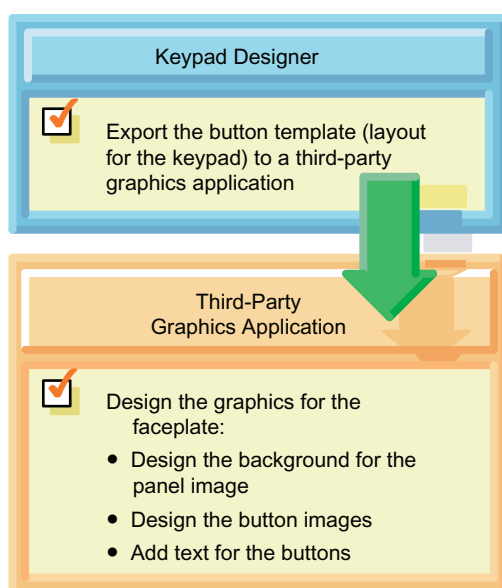 Keypad Designer
Export the button template (layout
for the keypad) to a third-party
graphics application
Third-Party
Graphics Application
Design the graphics for the
faceplate:
• Design the background for the
panel image
• Design the button images
• Add text for the buttons